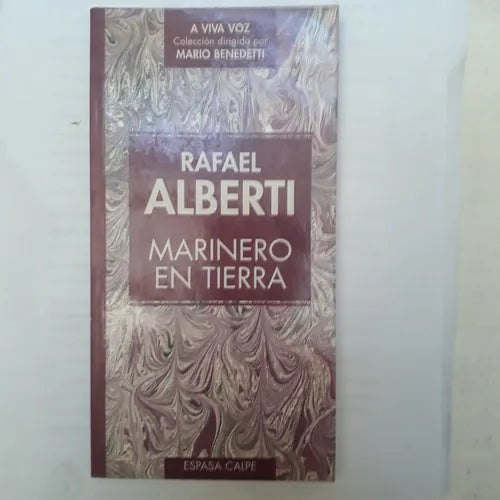 A VIVA VOZ
Colección dirigida por
MARIO BENEDETTI
RAFAEL
ALBERTI
MARINERO
EN TIERRA
ESPASA CALPE